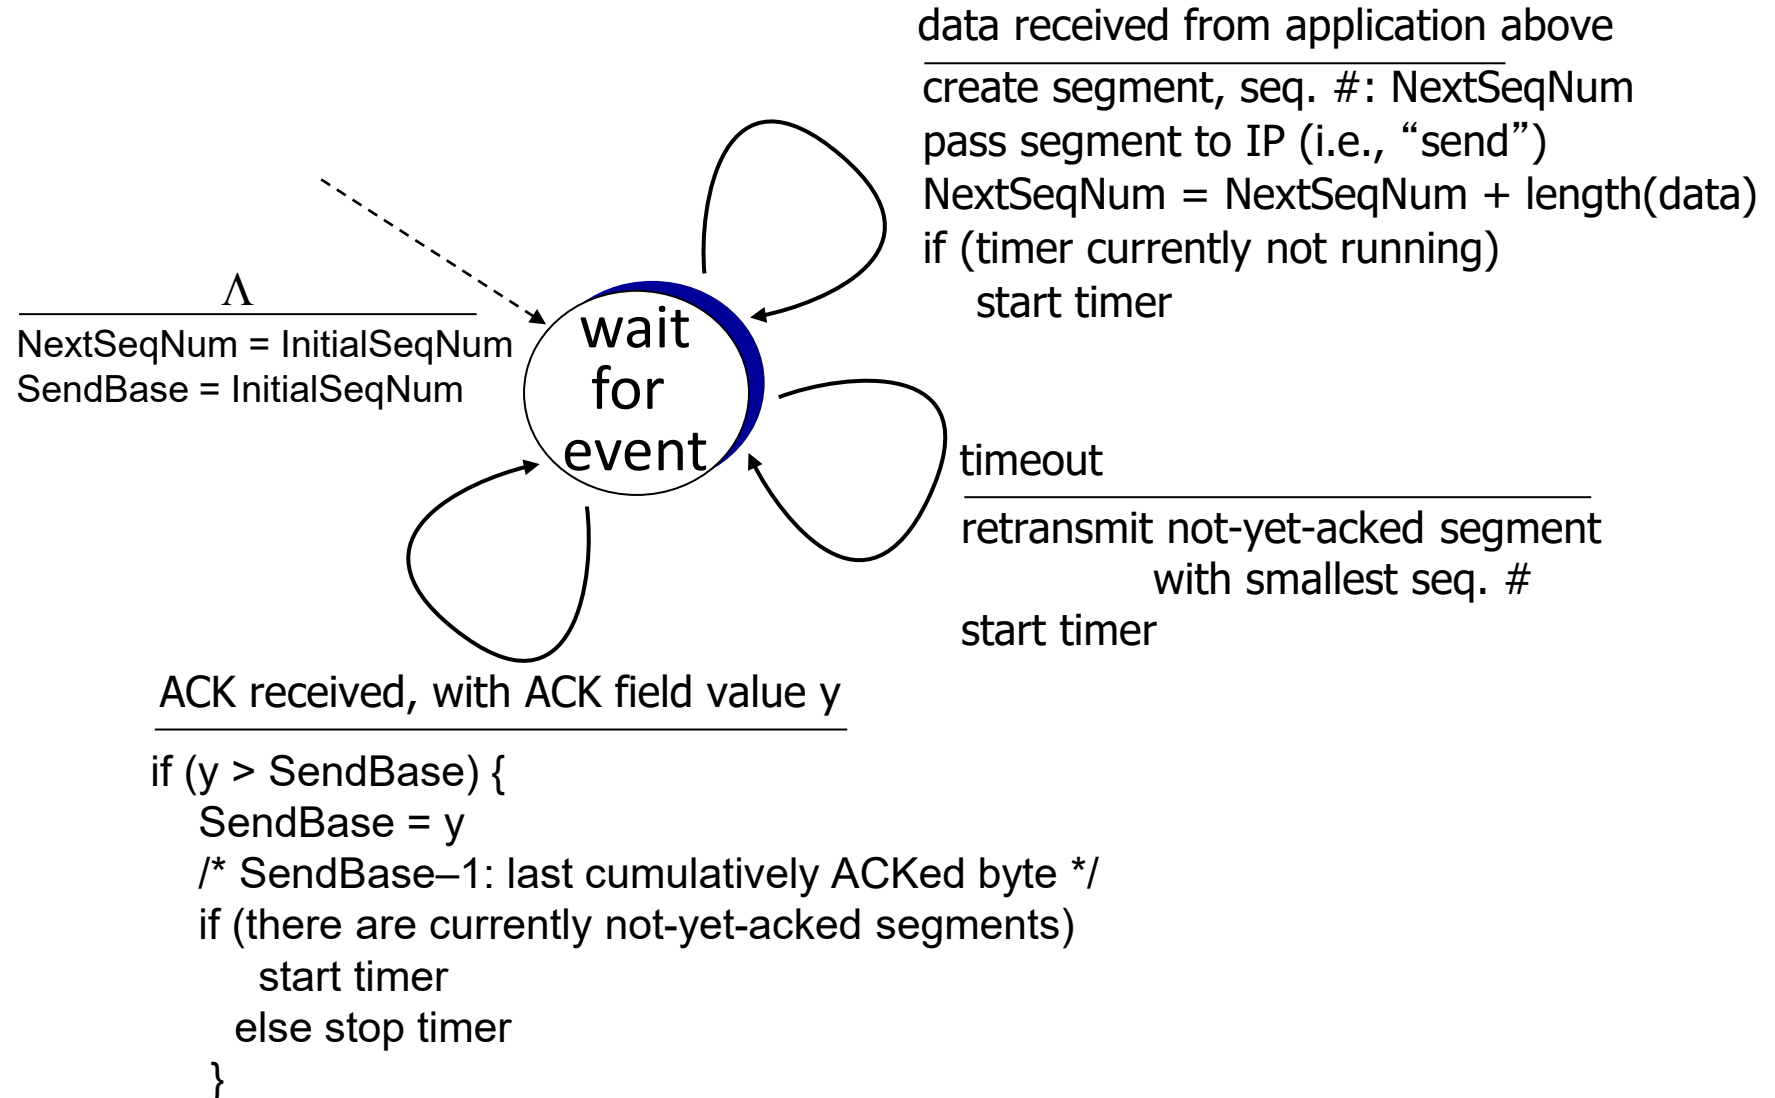 data received from application above
create segment, seq. #: NextSeqNum
pass segment to IP (i.e., “send”)
NextSeqNum = NextSeqNum + length(data)
if (timer currently not running)
start timer
Λ
NextSeqNum = InitialSeqNum
SendBase = InitialSeqNum
wait
for
event
timeout
retransmit not-yet-acked segment
with smallest seq. #
start timer
ACK received, with ACK field value y
if (y > SendBase) {
SendBase = y
/* SendBase–1: last cumulatively ACKed byte */
if (there are currently not-yet-acked segments)
start timer
else stop timer
}